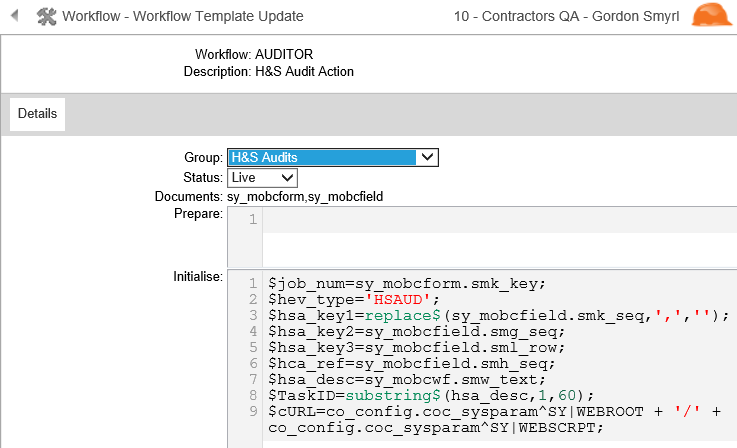 Workflow - Workflow Template Update
10 - Contractors QA - Gordon Smyrl
Workflow: AUDITOR
Description: H&S Audit Action
Details
Group: H&S Audits
Status: Live
Documents: sy_mobcform,sy_mobcfield
Prepare:
1
Initialise:
1 $job_num=sy_mobcform.smk_key;
2 $hev_type='HSAUD';
3 $hsa_key1=replace$(sy_mobcfield.smk_seq,',','');
4 $hsa_key2=sy_mobcfield.smg_seq;
5 $hsa_key3=sy_mobcfield.sml_row;
6 $hca_ref=sy_mobcfield.smh_seq;
7 $hsa_desc=sy_mobcwf.smw_text;
8 $TaskID=substring$(hsa_desc,1,60);
9 $cURL=co_config.coc_sysparam^SY|WEBROOT + '/' +
co_config.coc_sysparam^SY|WEBSCRPT;